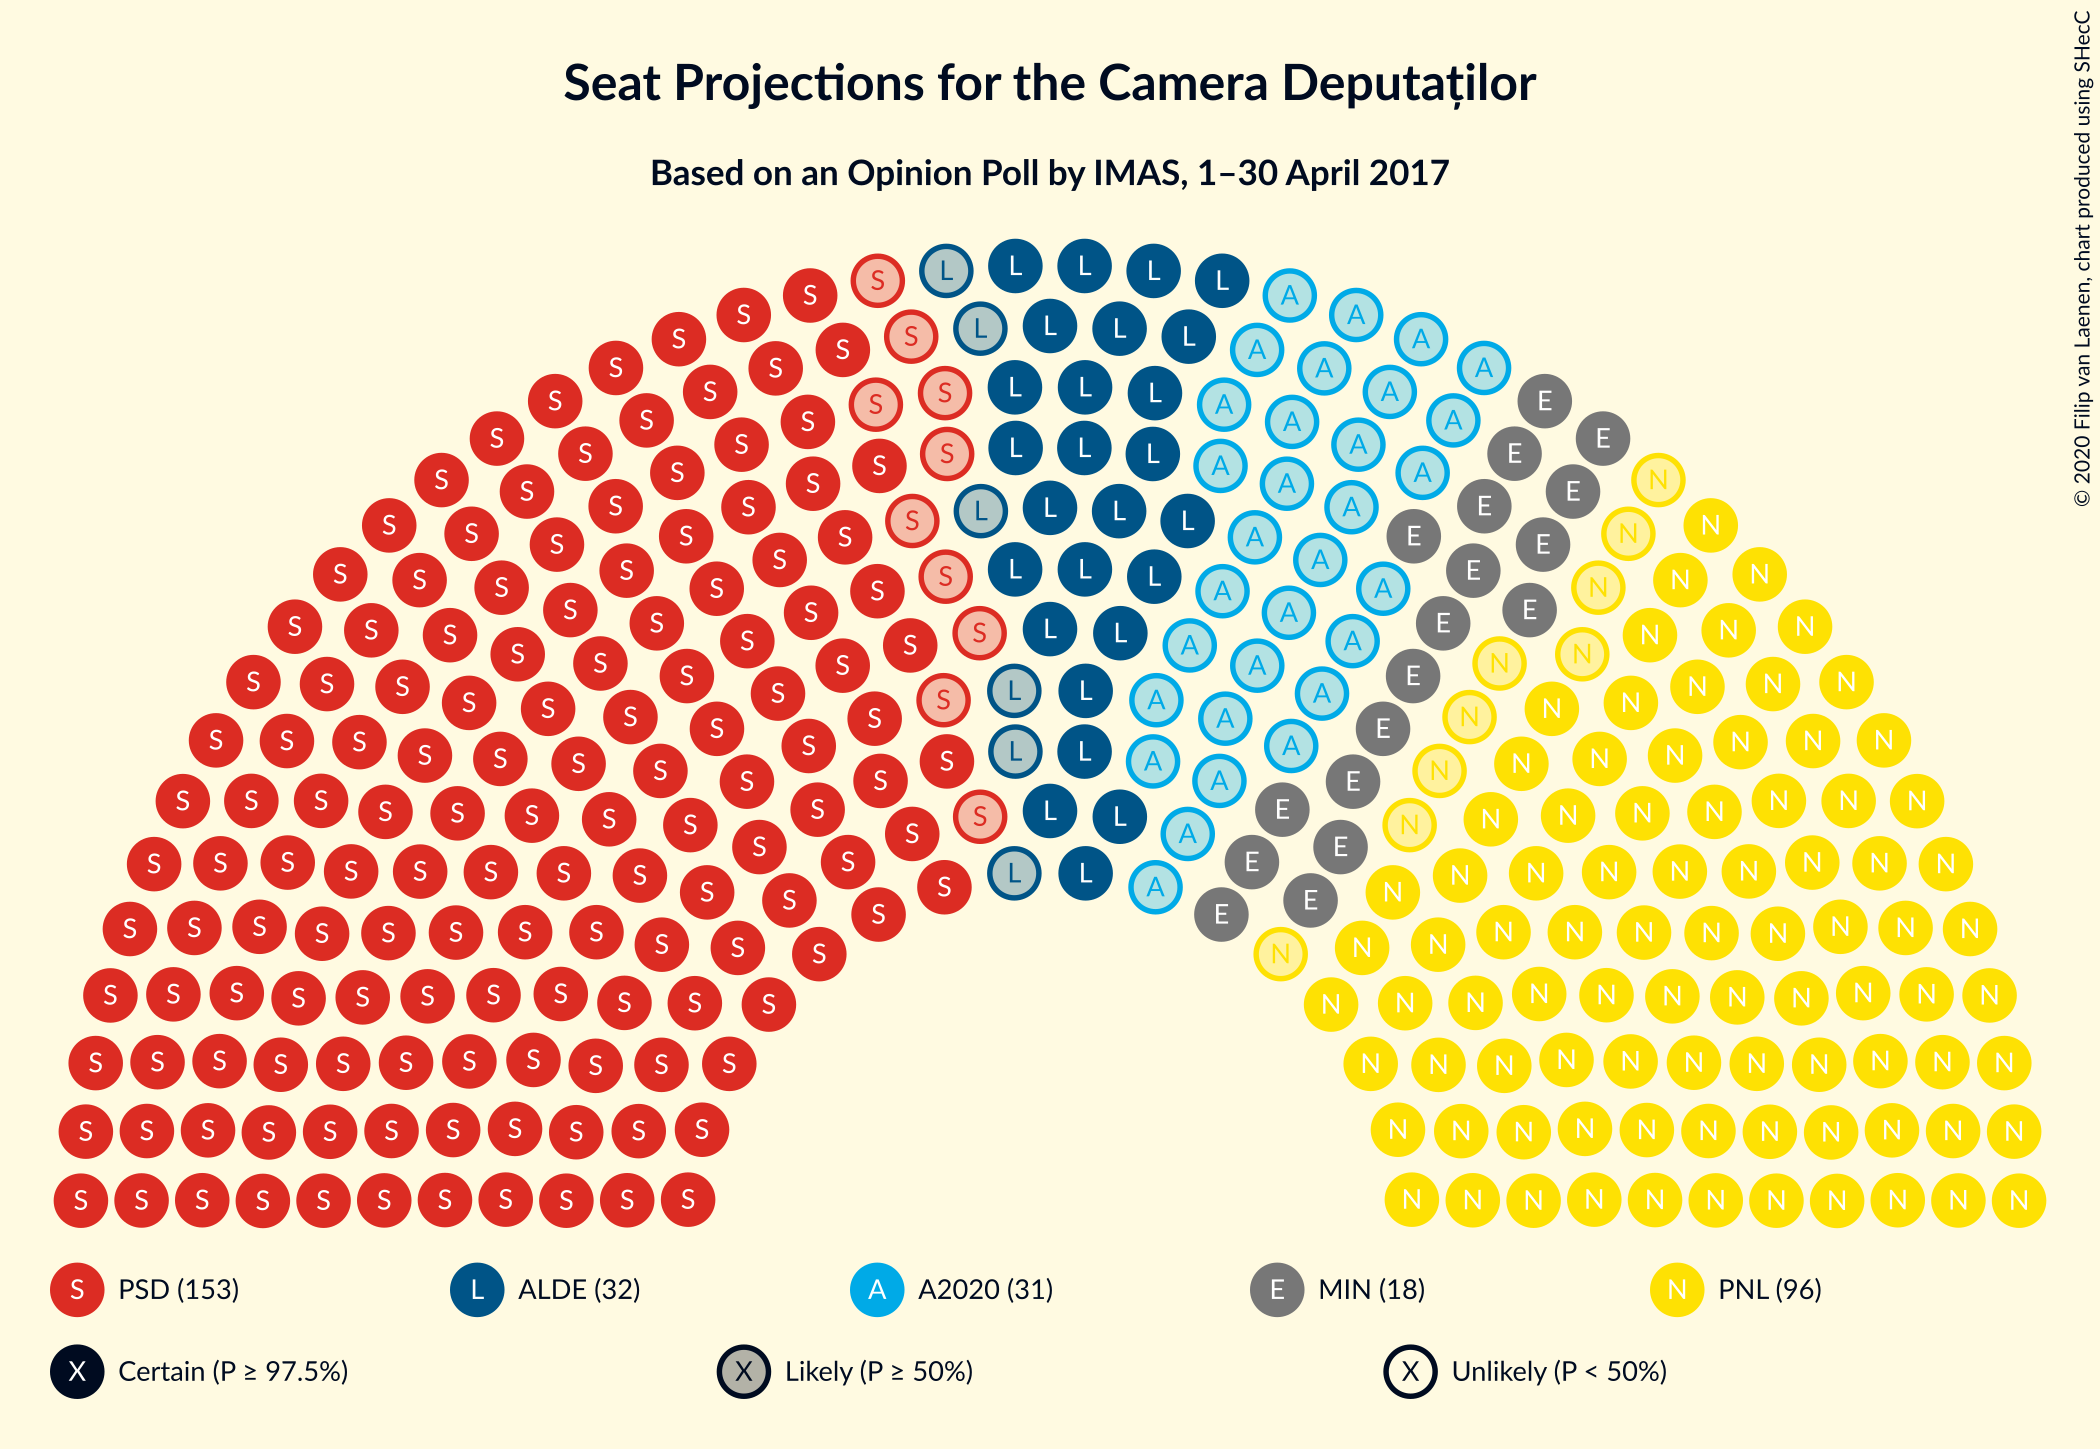 Seat Projections for the Camera Deputaților
Based on an Opinion Poll by IMAS, 1–30 April 2017
© 2020 Filip van Laenen, chart produced using SHecC
S PSD (153) L ALDE (32) A A2020 (31) E MIN (18) N PNL (96)
X Certain (P ≥ 97.5%) X Likely (P ≥ 50%) X Unlikely (P < 50%)